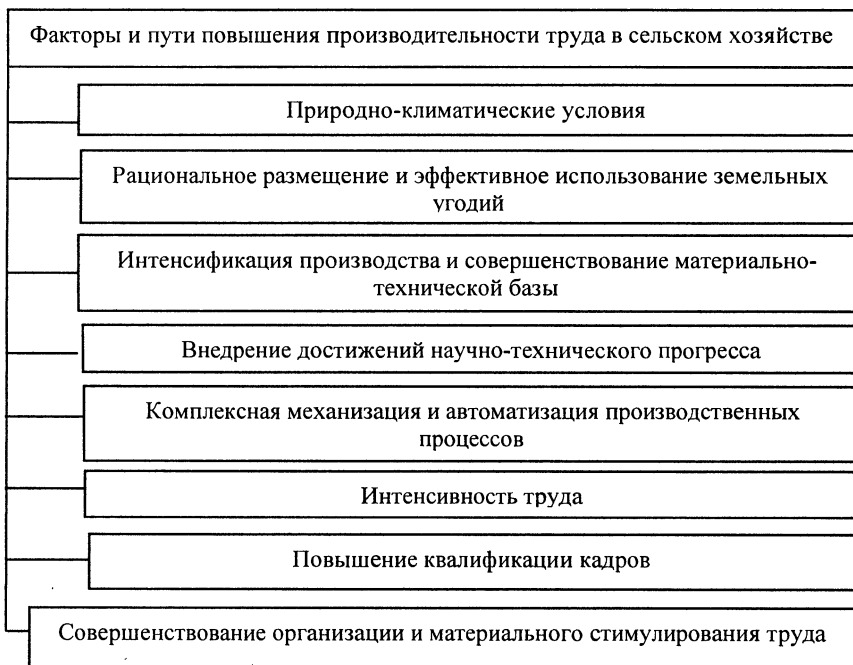 Факторы и пути повышения производительности труда в сельском хозяйстве
Природно-климатические условия
Рациональное размещение и эффективное использование земельных
угодий
Интенсификация производства и совершенствование материально-
технической базы
Внедрение достижений научно-технического прогресса
Комплексная механизация и автоматизация производственных
процессов
Интенсивность труда
Повышение квалификации кадров
Совершенствование организации и материального стимулирования труда